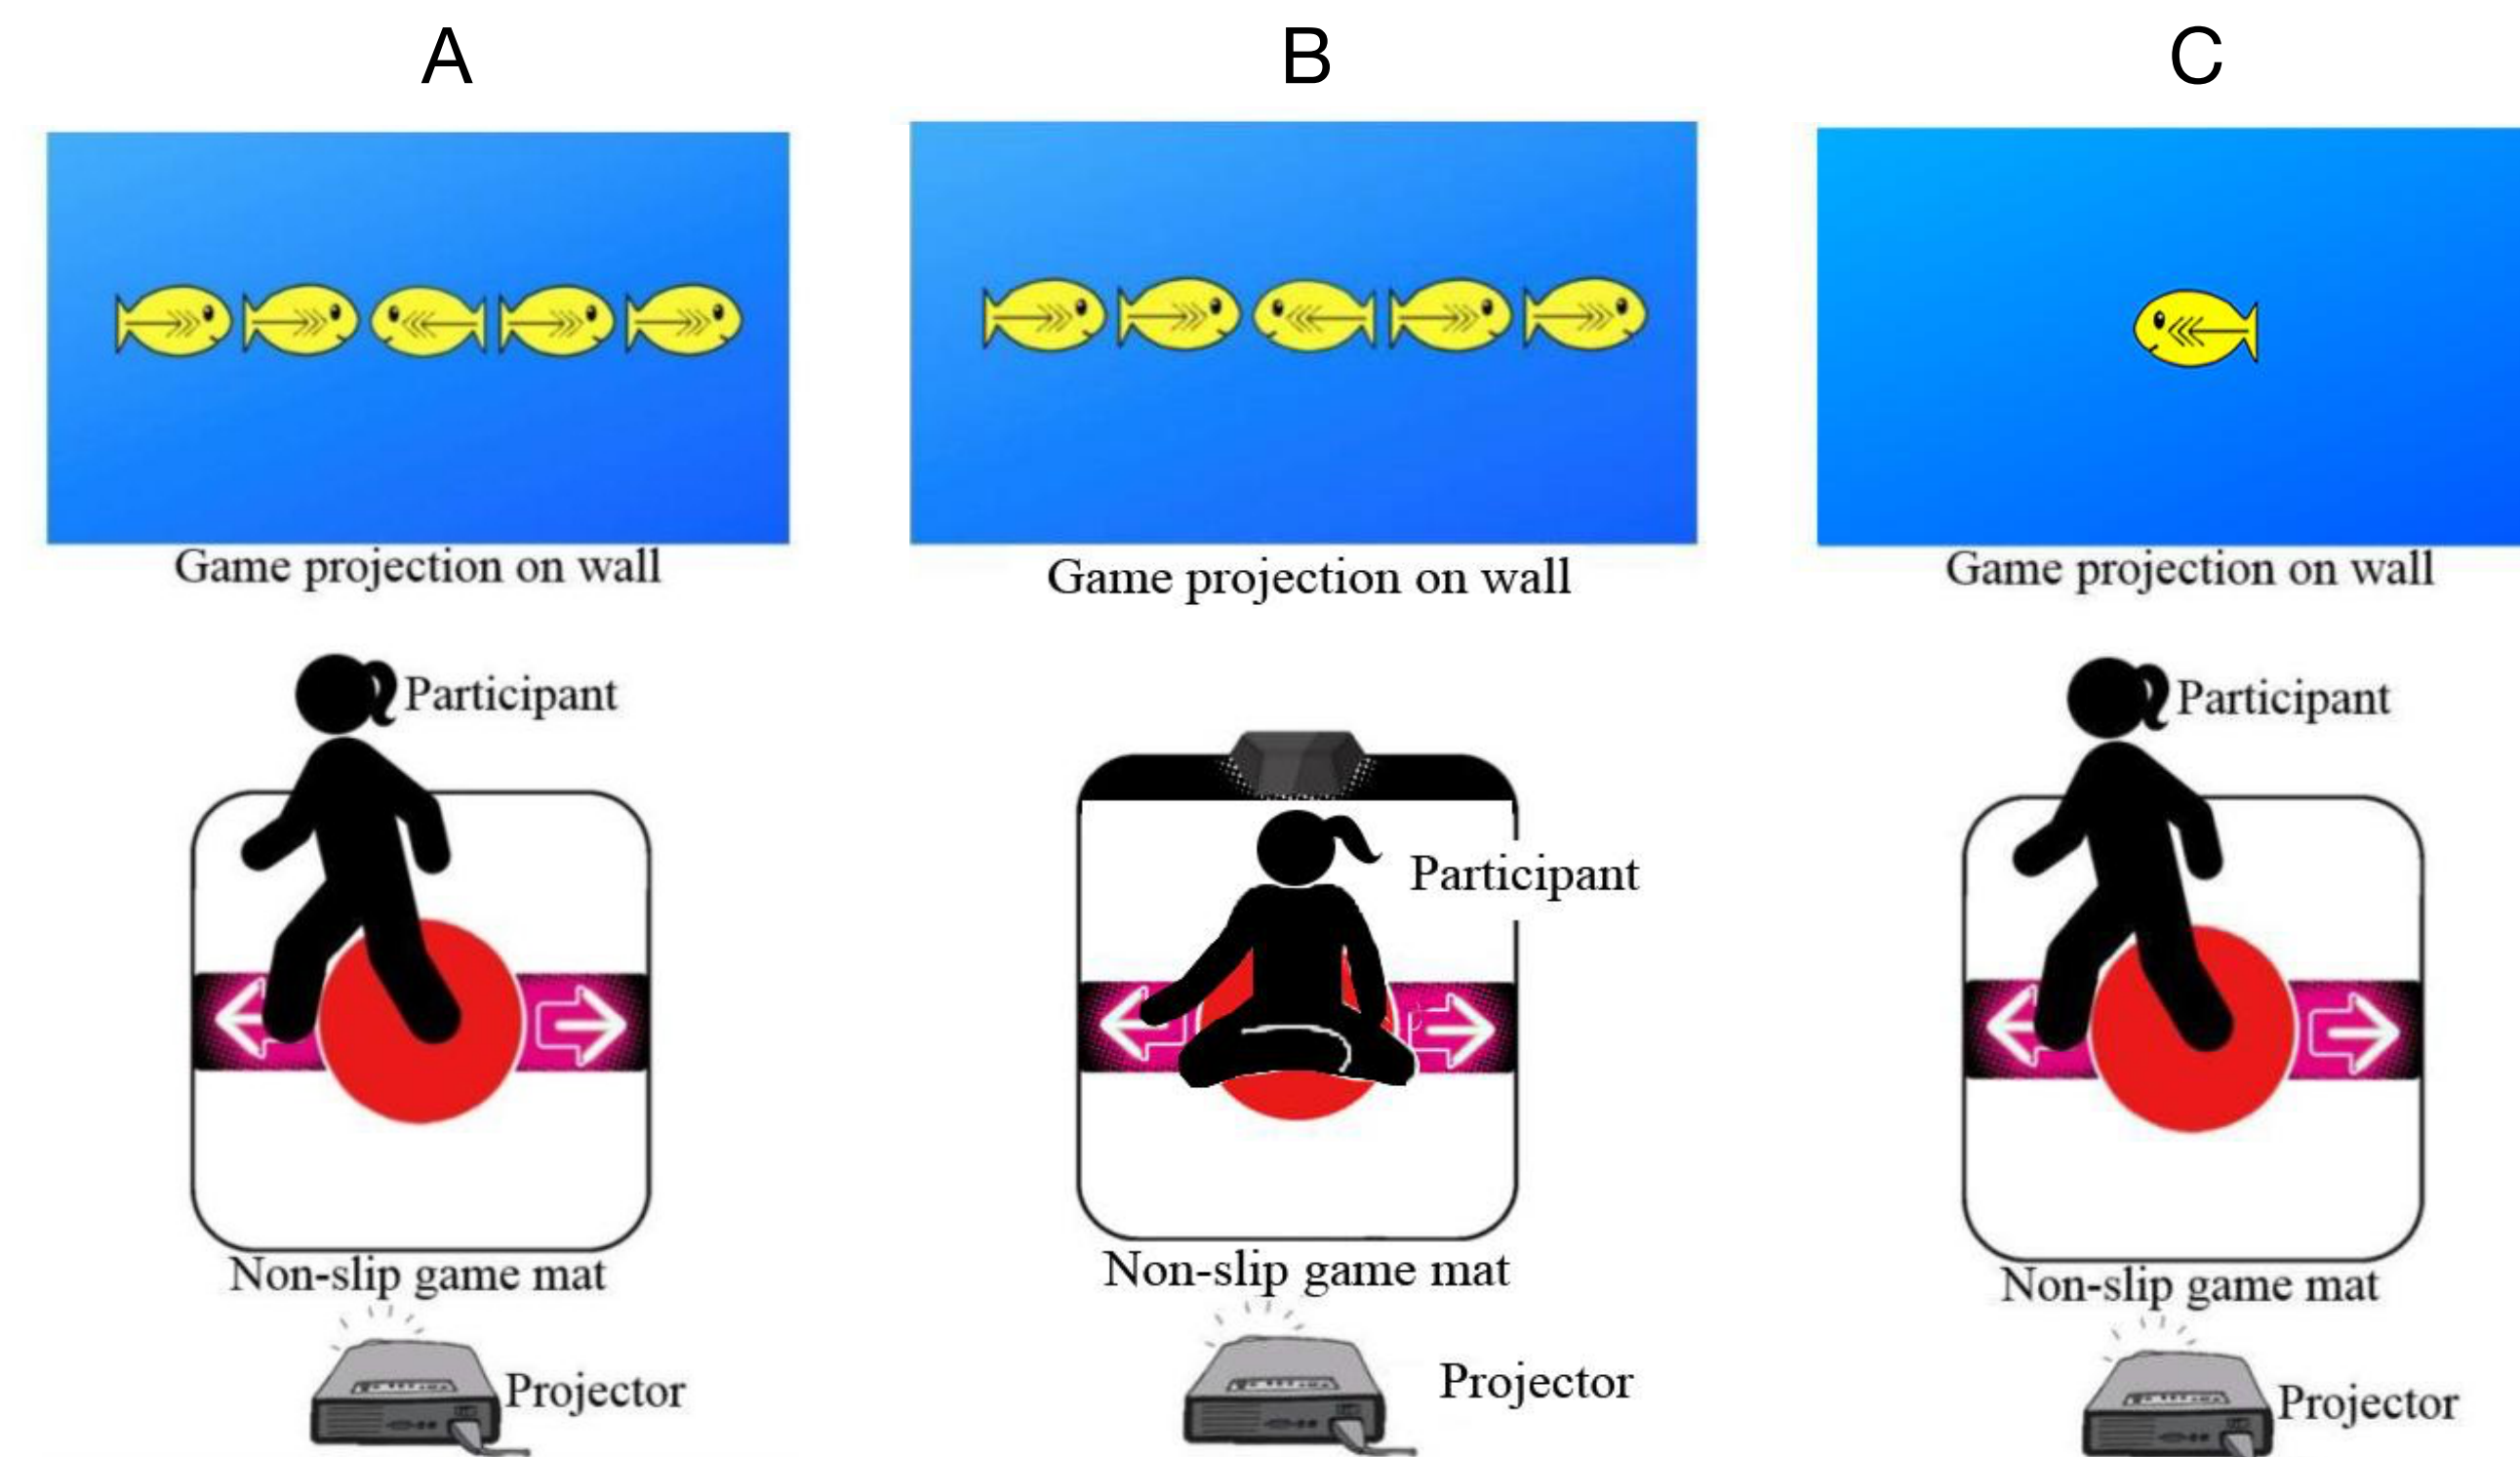 A
B
C
Game projection on wall
Game projection on wall
Game projection on wall
Participant
Participant
Participant
Non-slip game mat
Non-slip game mat
Non-slip game mat
Projector
Projector
Projector